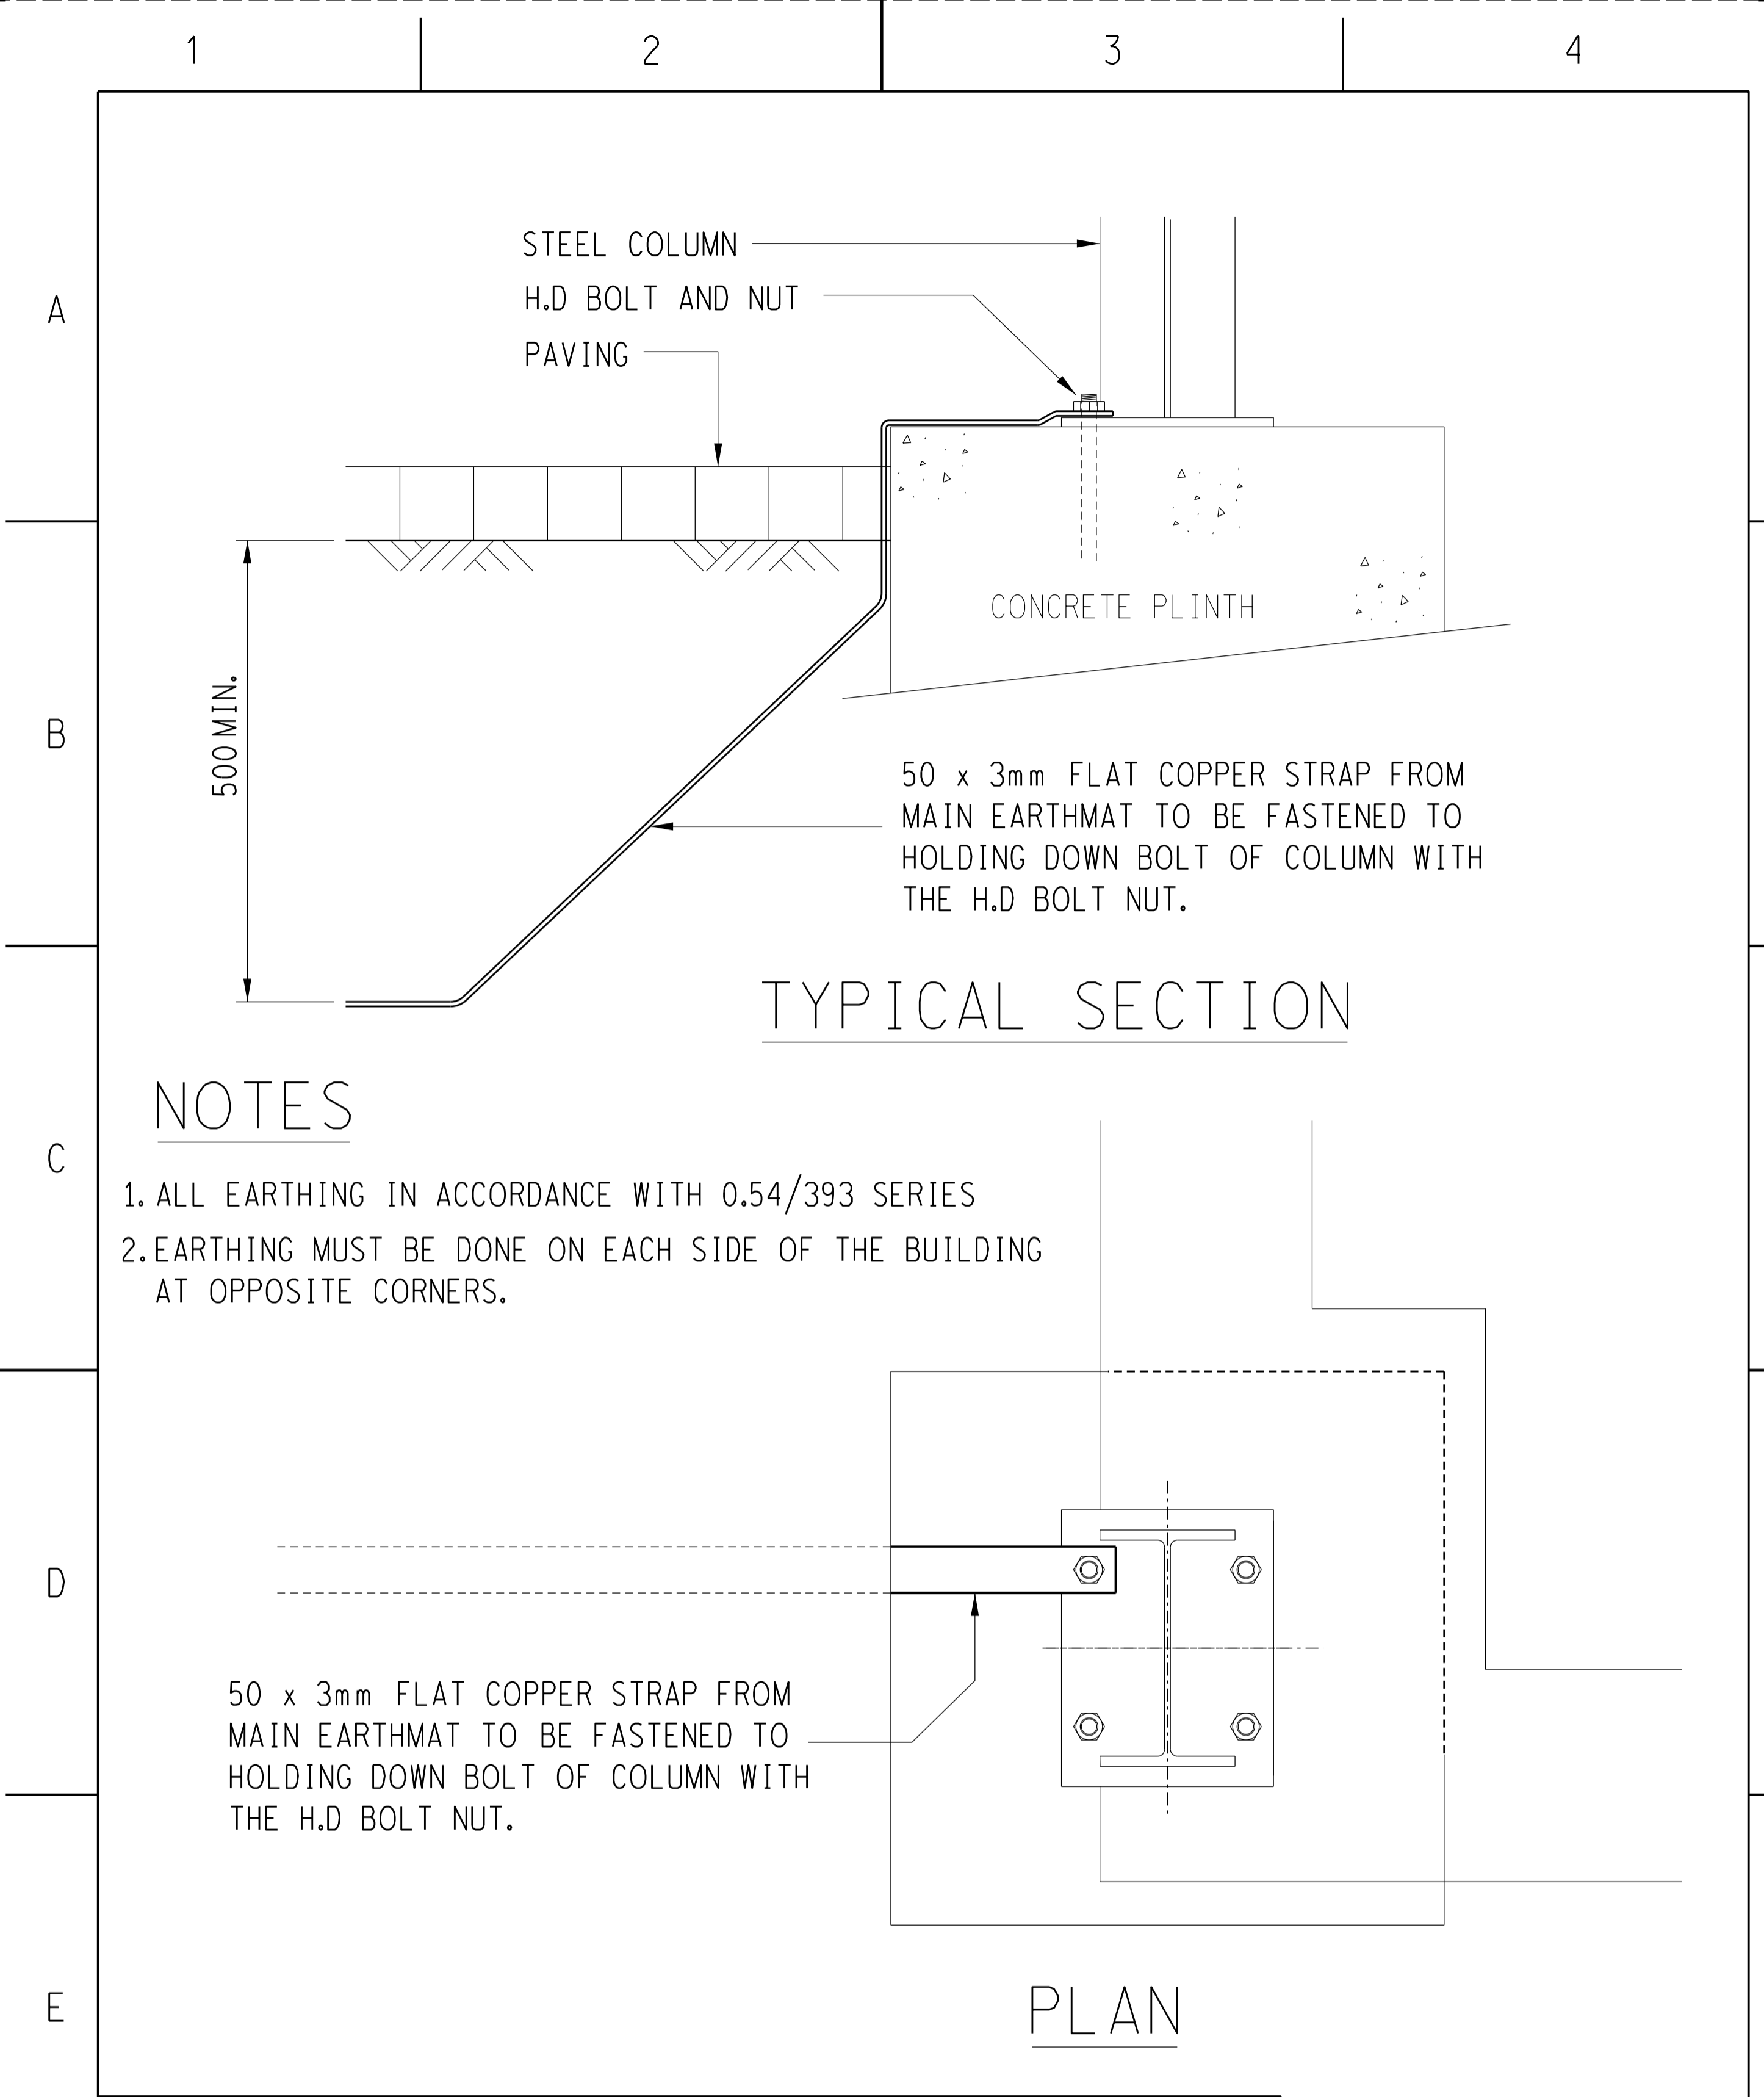 1 2 3 4
A
B
C
D
E
STEEL COLUMN
H.D BOLT AND NUT
PAVING
CONCRETE PLINTH
500MIN.
50 x 3mm FLAT COPPER STRAP FROM
MAIN EARTHMAT TO BE FASTENED TO
HOLDING DOWN BOLT OF COLUMN WITH
THE H.D BOLT NUT.
TYPICAL SECTION
NOTES
1. ALL EARTHING IN ACCORDANCE WITH 0.54/393 SERIES
2. EARTHING MUST BE DONE ON EACH SIDE OF THE BUILDING
AT OPPOSITE CORNERS.
50 x 3mm FLAT COPPER STRAP FROM
MAIN EARTHMAT TO BE FASTENED TO
HOLDING DOWN BOLT OF COLUMN WITH
THE H.D BOLT NUT.
PLAN